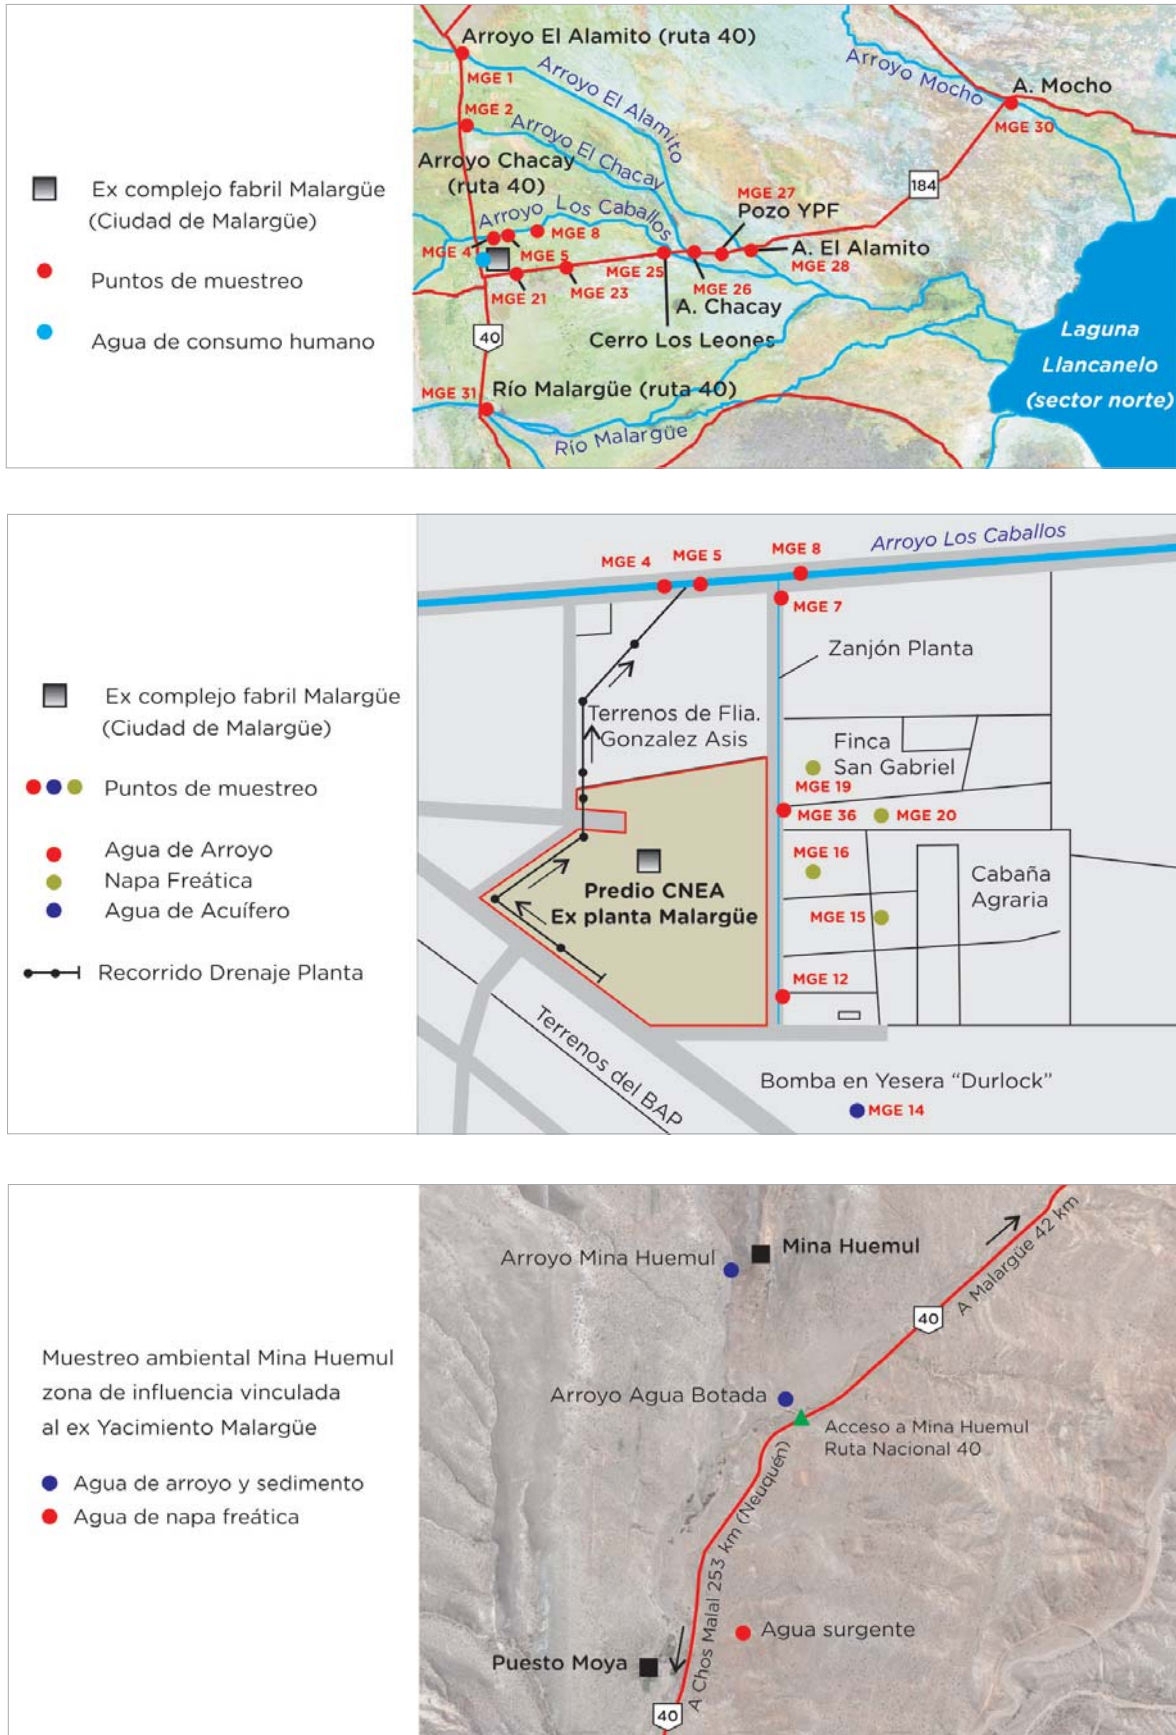 Ex complejo fabril Malargüe
(Ciudad de Malargüe)
Puntos de muestreo
Agua de consumo humano
Arroyo El Alamito (ruta 40)
MGE 1
MGE 2
Arroyo El Alamito
Arroyo El Chacay
Arroyo Chacay
(ruta 40)
Arroyo Los Caballos
MGE 4
MGE 5
MGE 8
MGE 21
MGE 23
MGE 25
MGE 26
MGE 27
Pozo YPF
A. El Alamito
MGE 28
A. Chacay
Cerro Los Leones
Arroyo Mocho
A. Mocho
MGE 30
184
40
MGE 31
Río Malargüe (ruta 40)
Río Malargüe
Laguna
Llancanelo
(sector norte)
Ex complejo fabril Malargüe
(Ciudad de Malargüe)
Puntos de muestreo
Agua de Arroyo
Napa Freática
Agua de Acuífero
Recorrido Drenaje Planta
MGE 4
MGE 5
MGE 8
Arroyo Los Caballos
MGE 7
Zanjón Planta
Terrenos de Flia.
Gonzalez Asis
Finca
San Gabriel
MGE 19
MGE 36
MGE 20
MGE 16
Predio CNEA
Ex planta Malargüe
Cabaña
Agraria
MGE 15
MGE 12
Terrenos del BAP
Bomba en Yesera “Durlock”
MGE 14
Muestreo ambiental Mina Huemul
zona de influencia vinculada
al ex Yacimiento Malargüe
Agua de arroyo y sedimento
Agua de napa freática
Arroyo Mina Huemul
Mina Huemul
A Malargüe 42 km
40
Arroyo Agua Botada
Acceso a Mina Huemul
Ruta Nacional 40
A Chos Malal 253 km (Neuquén)
Agua surgente
Puesto Moya
40